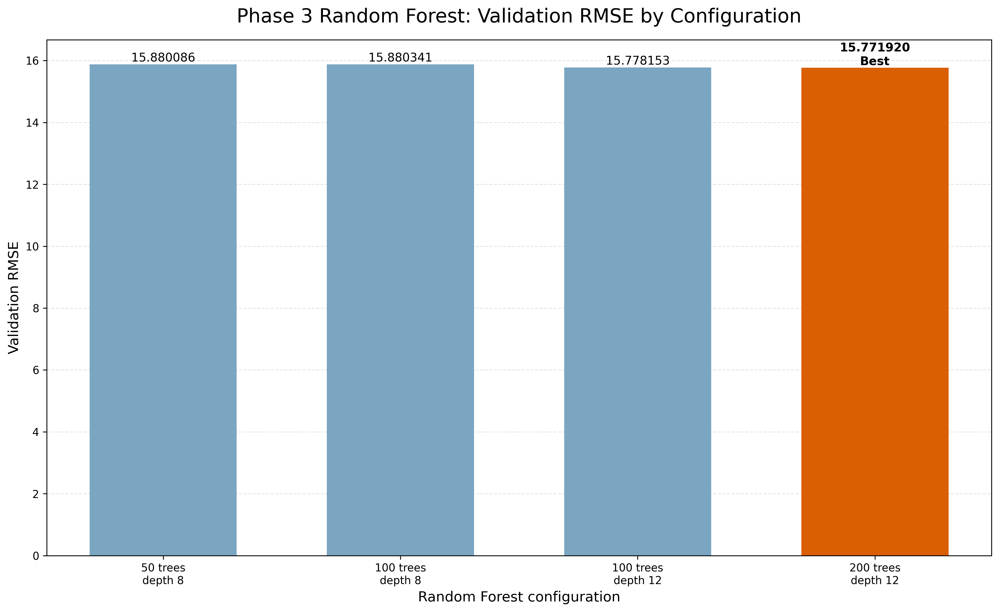 Phase 3 Random Forest: Validation RMSE by Configuration
15.880086
15.880341
15.778153
15.771920
Best
16
14
12
10
8
6
4
2
0
Validation RMSE
50 trees
depth 8
100 trees
depth 8
100 trees
depth 12
200 trees
depth 12
Random Forest configuration